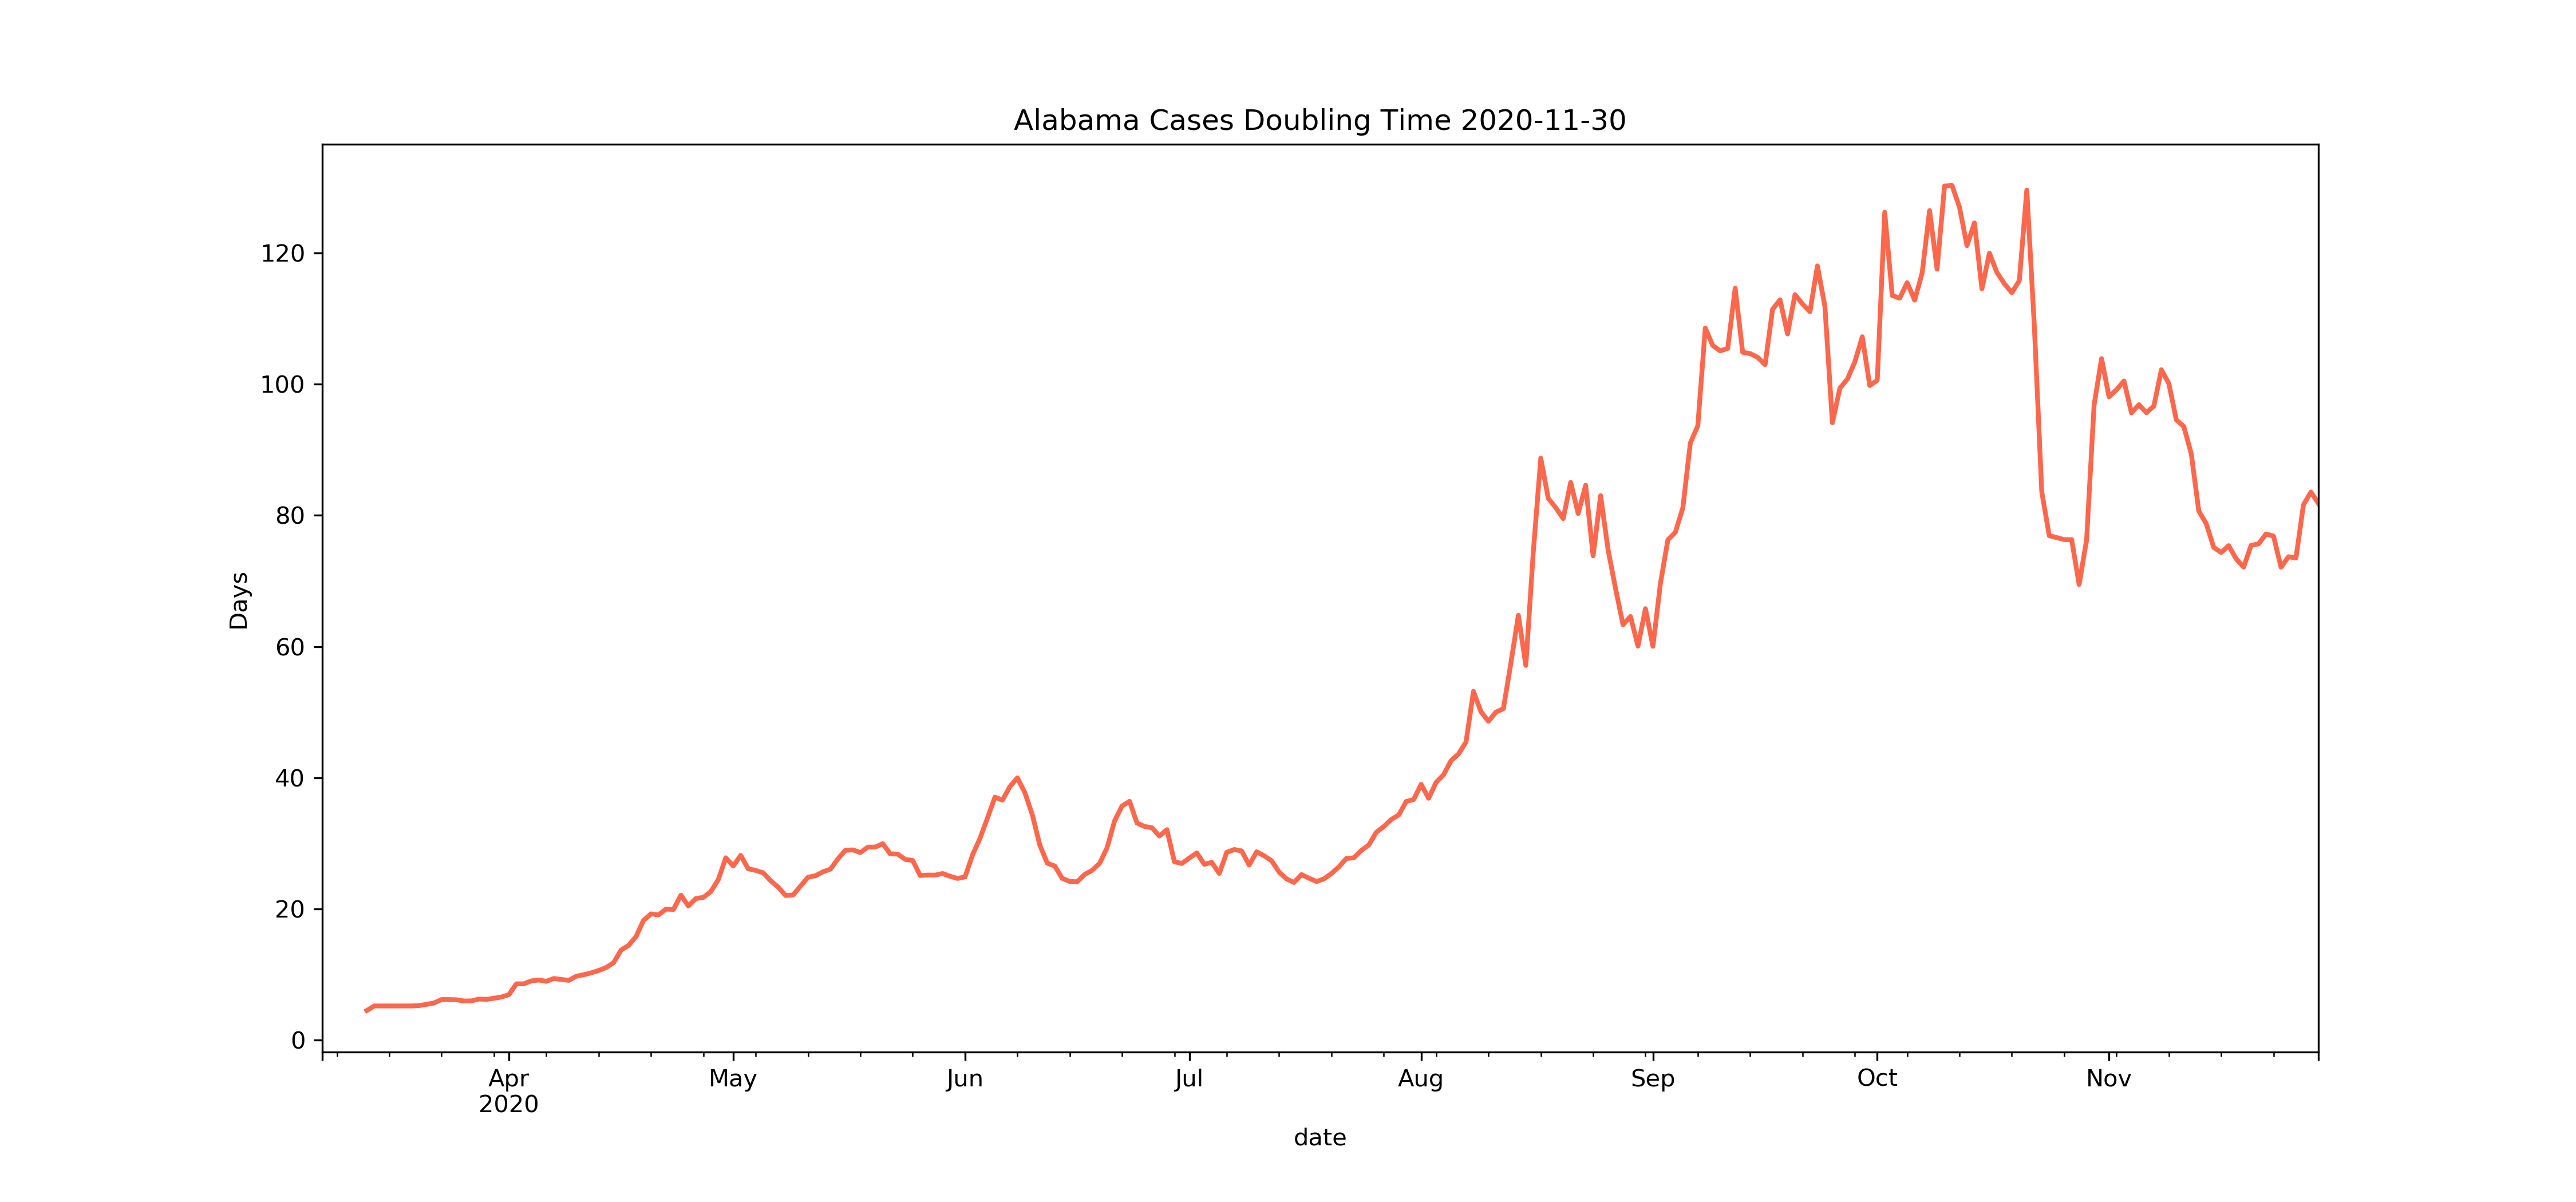 Alabama Cases Doubling Time 2020-11-30
120
100
80
60
40
20
0
Days
Apr May Jun Jul Aug Sep Oct Nov
2020
date